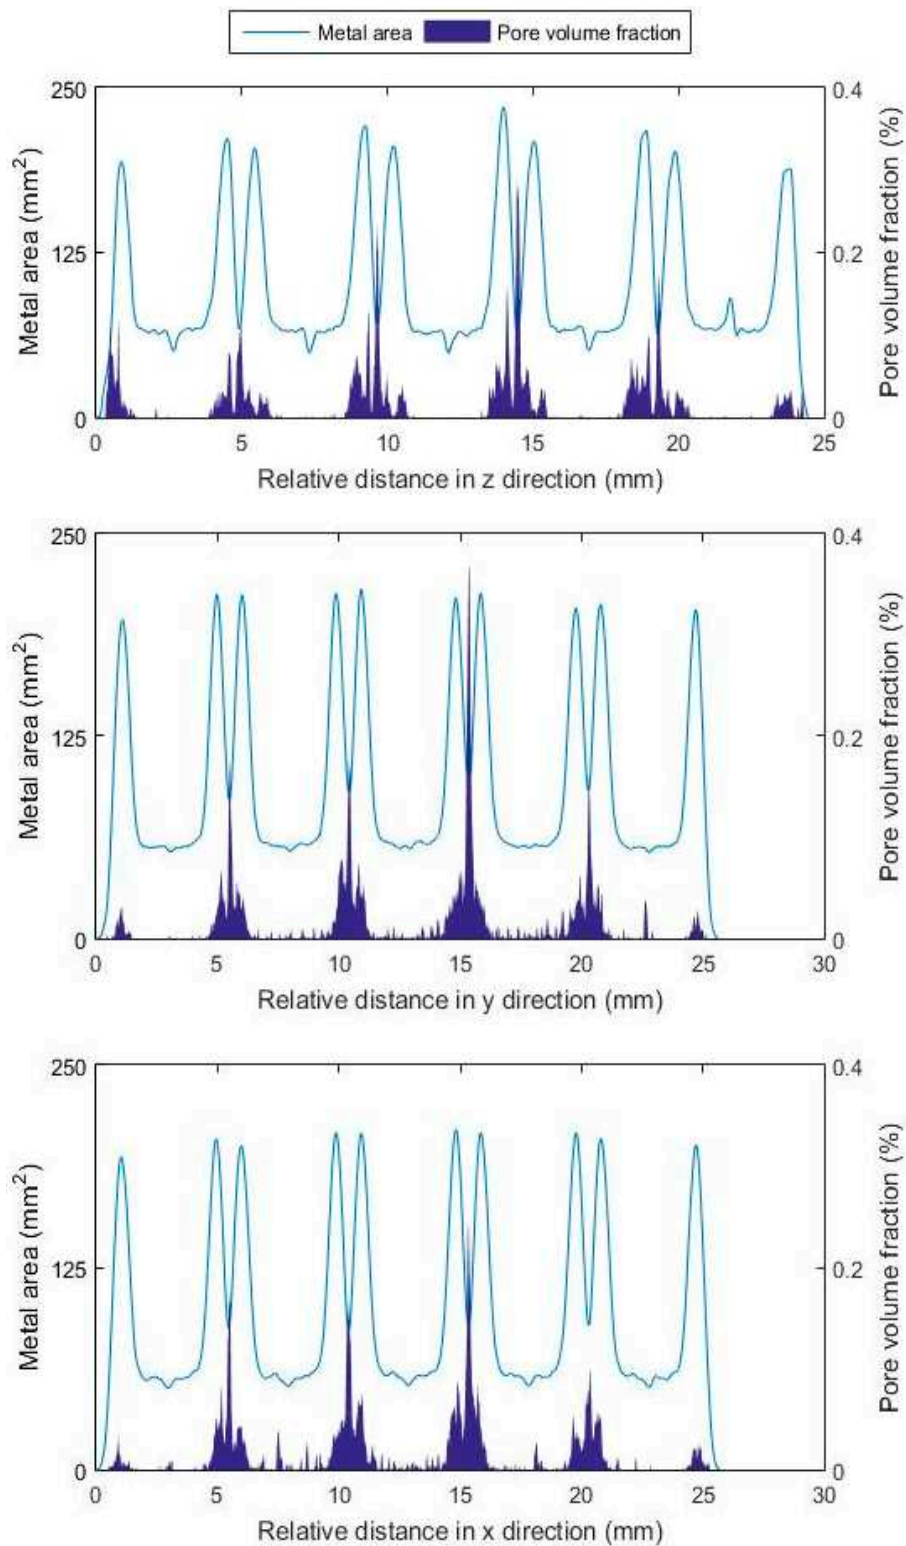 Metal area Pore volume fraction
250 0.4
125 0.2
0 0
Metal area (mm²)
Pore volume fraction (%)
0 5 10 15 20 25
Relative distance in z direction (mm)
250 0.4
125 0.2
0 0
Metal area (mm²)
Pore volume fraction (%)
0 5 10 15 20 25 30
Relative distance in y direction (mm)
250 0.4
125 0.2
0 0
Metal area (mm²)
Pore volume fraction (%)
0 5 10 15 20 25 30
Relative distance in x direction (mm)